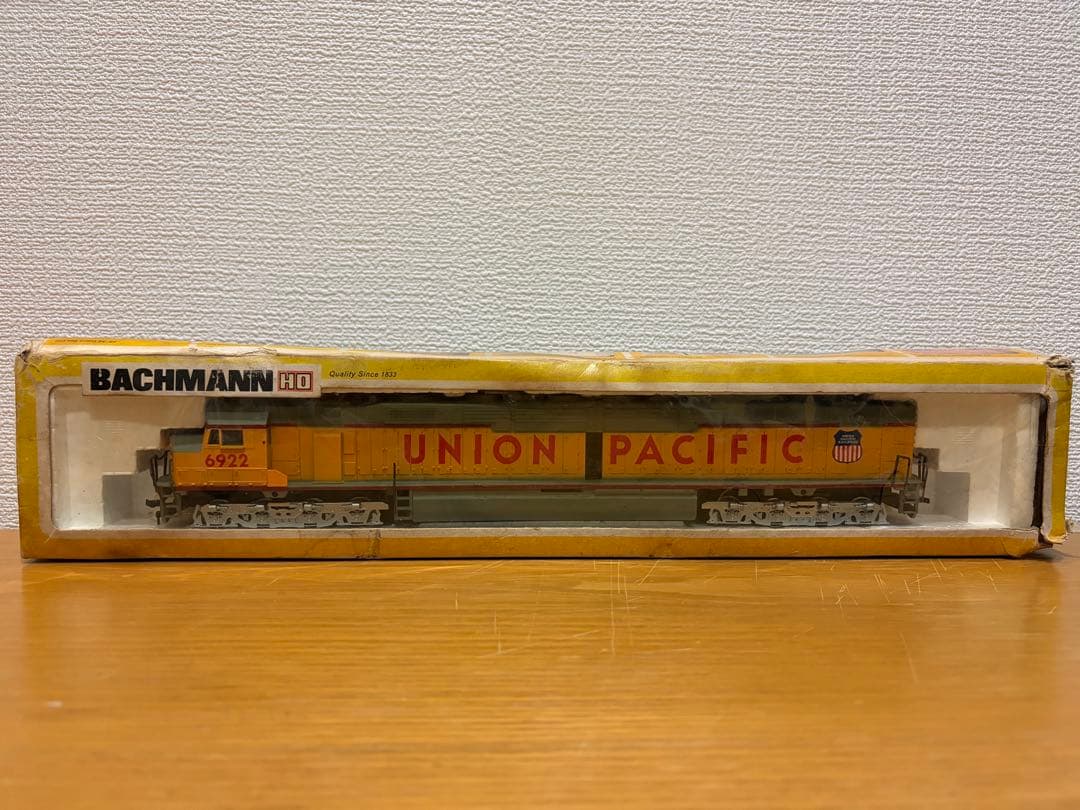 BACHMANN HO
Quality Since 1833
6922
UNION PACIFIC